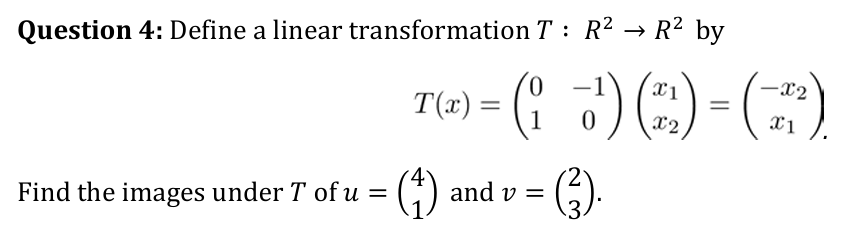 Question 4: Define a linear transformation T : R² → R² by
T(x) = (0 −1 1 0) (x₁ x₂) = (−x₂ x₁).
Find the images under T of u = (4 1) and v = (2 3).